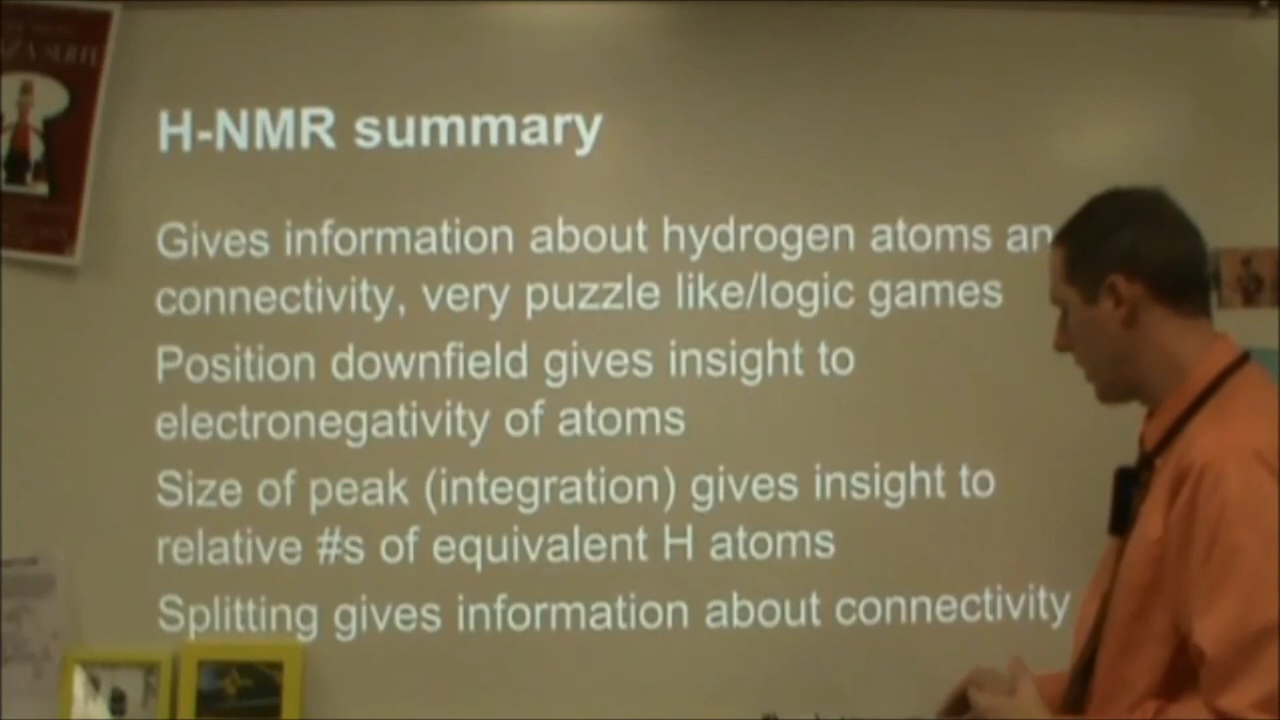 H-NMR summary
Gives information about hydrogen atoms an
connectivity, very puzzle like/logic games
Position downfield gives insight to
electronegativity of atoms
Size of peak (integration) gives insight to
relative #s of equivalent H atoms
Splitting gives information about connectivity